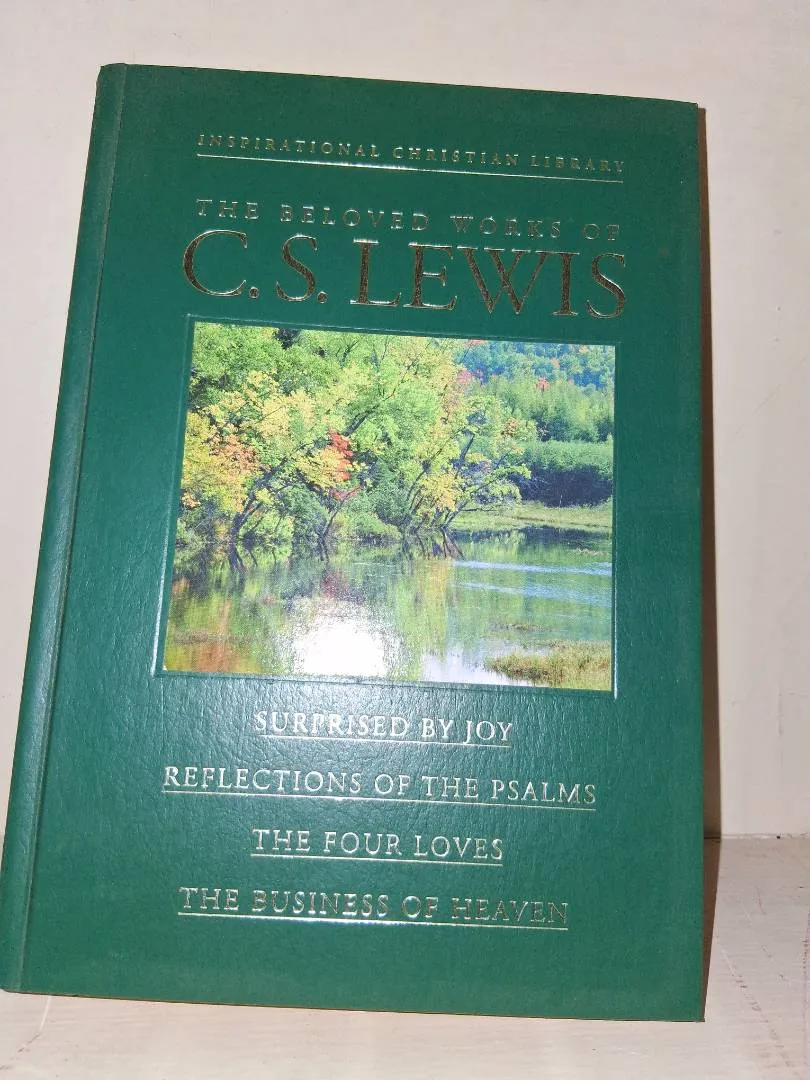 INSPIRATIONAL CHRISTIAN LIBRARY
THE BELOVED WORKS OF
C. S. LEWIS
SURPRISED BY JOY
REFLECTIONS OF THE PSALMS
THE FOUR LOVES
THE BUSINESS OF HEAVEN